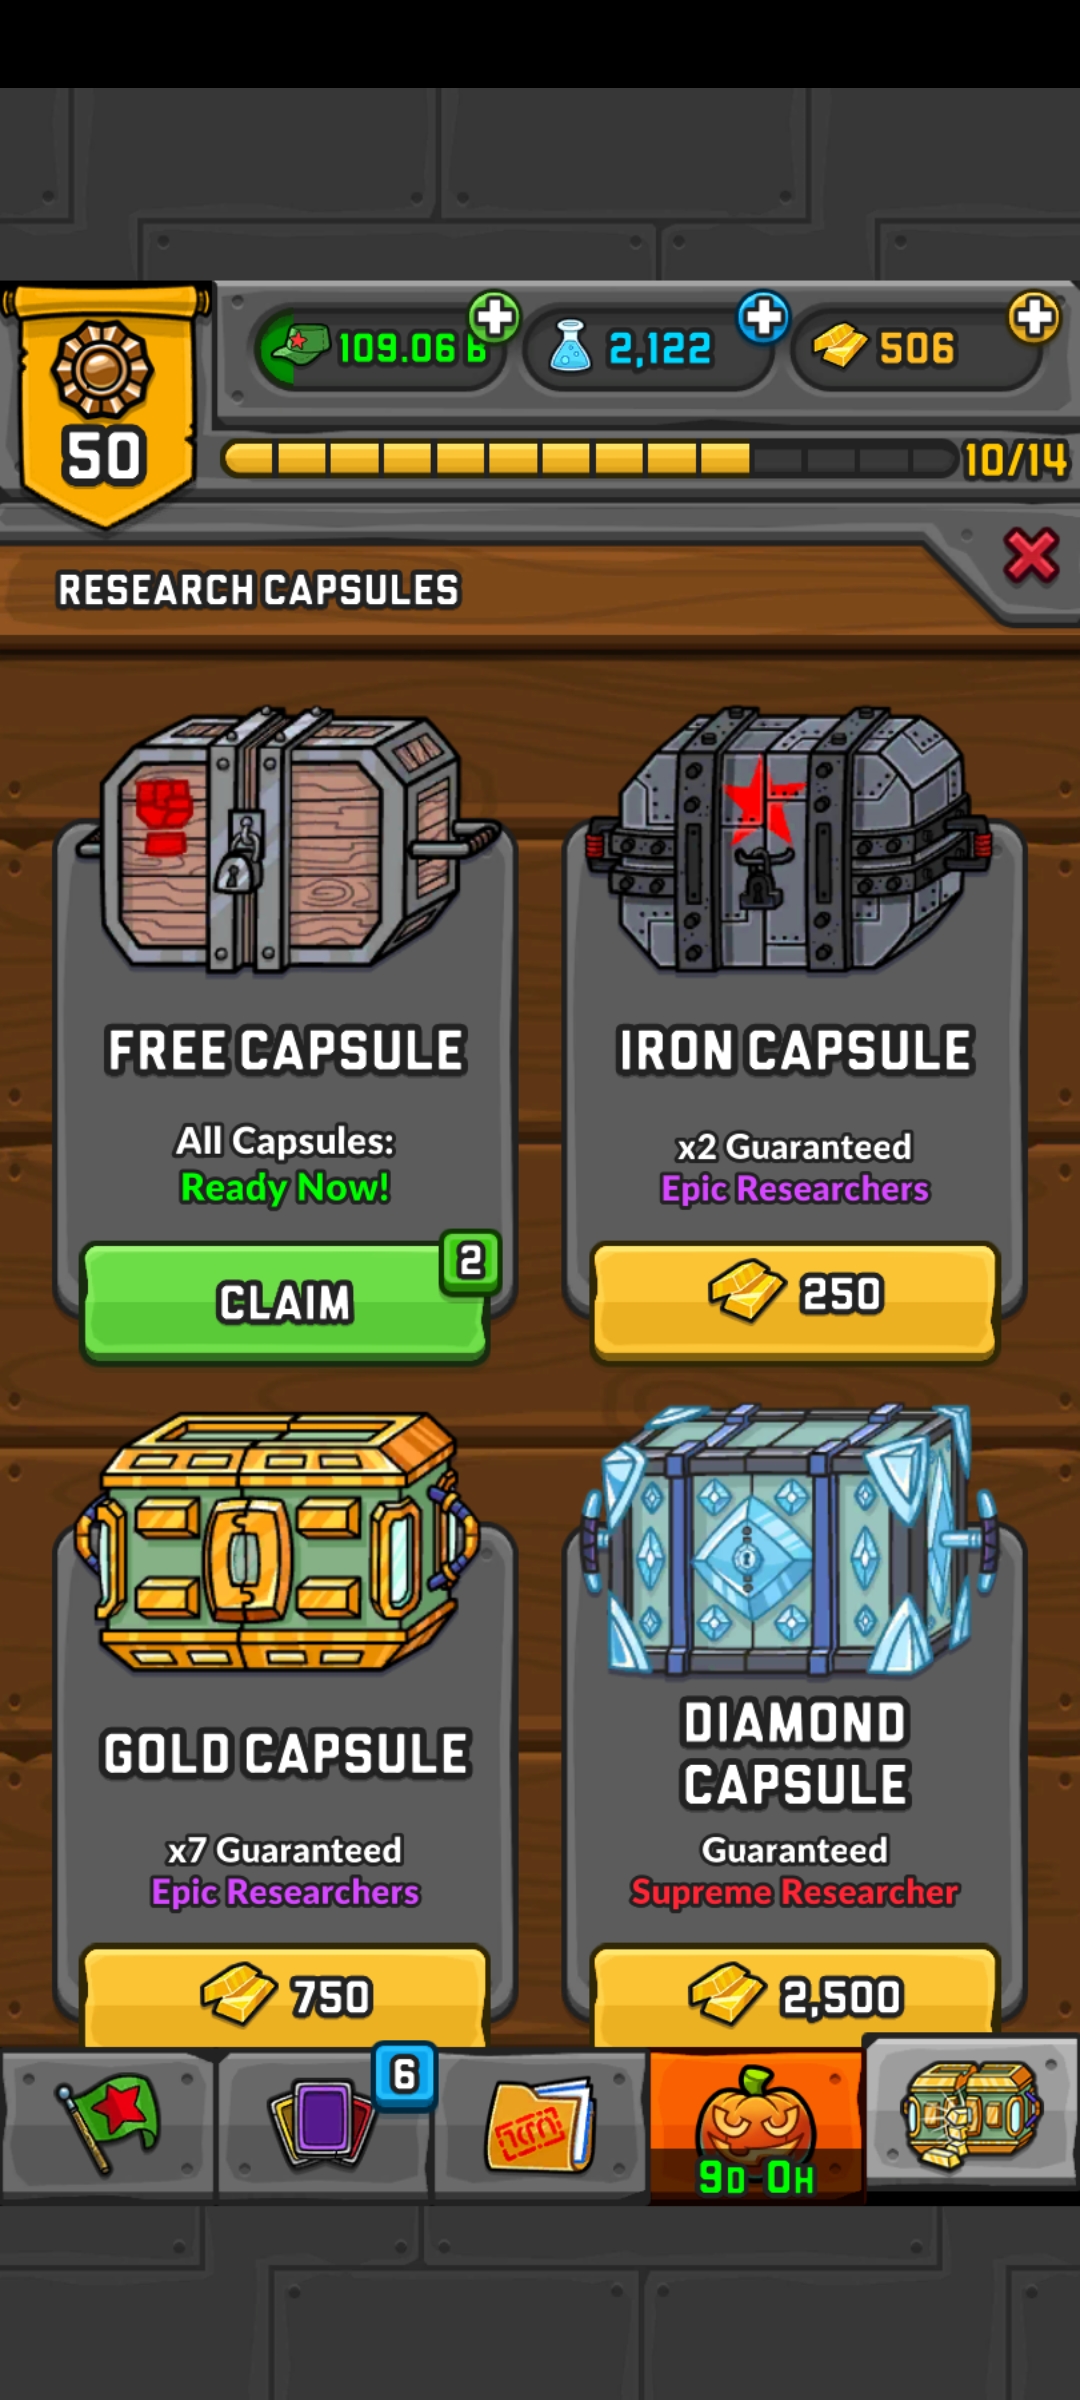 109.06 B
2,122
506
50
10/14
RESEARCH CAPSULES
FREE CAPSULE
All Capsules:
Ready Now!
2
CLAIM
IRON CAPSULE
x2 Guaranteed
Epic Researchers
250
GOLD CAPSULE
x7 Guaranteed
Epic Researchers
750
DIAMOND
CAPSULE
Guaranteed
Supreme Researcher
2,500
6
9D 0H